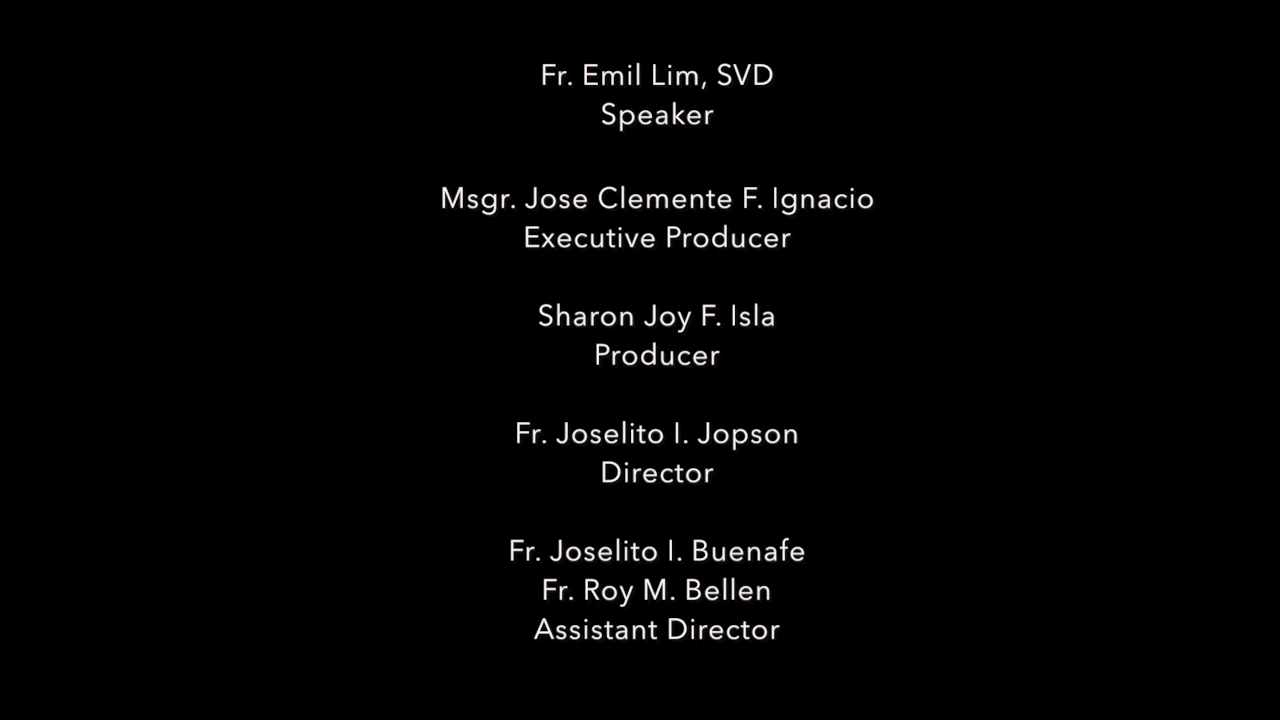 Fr. Emil Lim, SVD
Speaker
Msgr. Jose Clemente F. Ignacio
Executive Producer
Sharon Joy F. Isla
Producer
Fr. Joselito I. Jopson
Director
Fr. Joselito I. Buenafe
Fr. Roy M. Bellen
Assistant Director